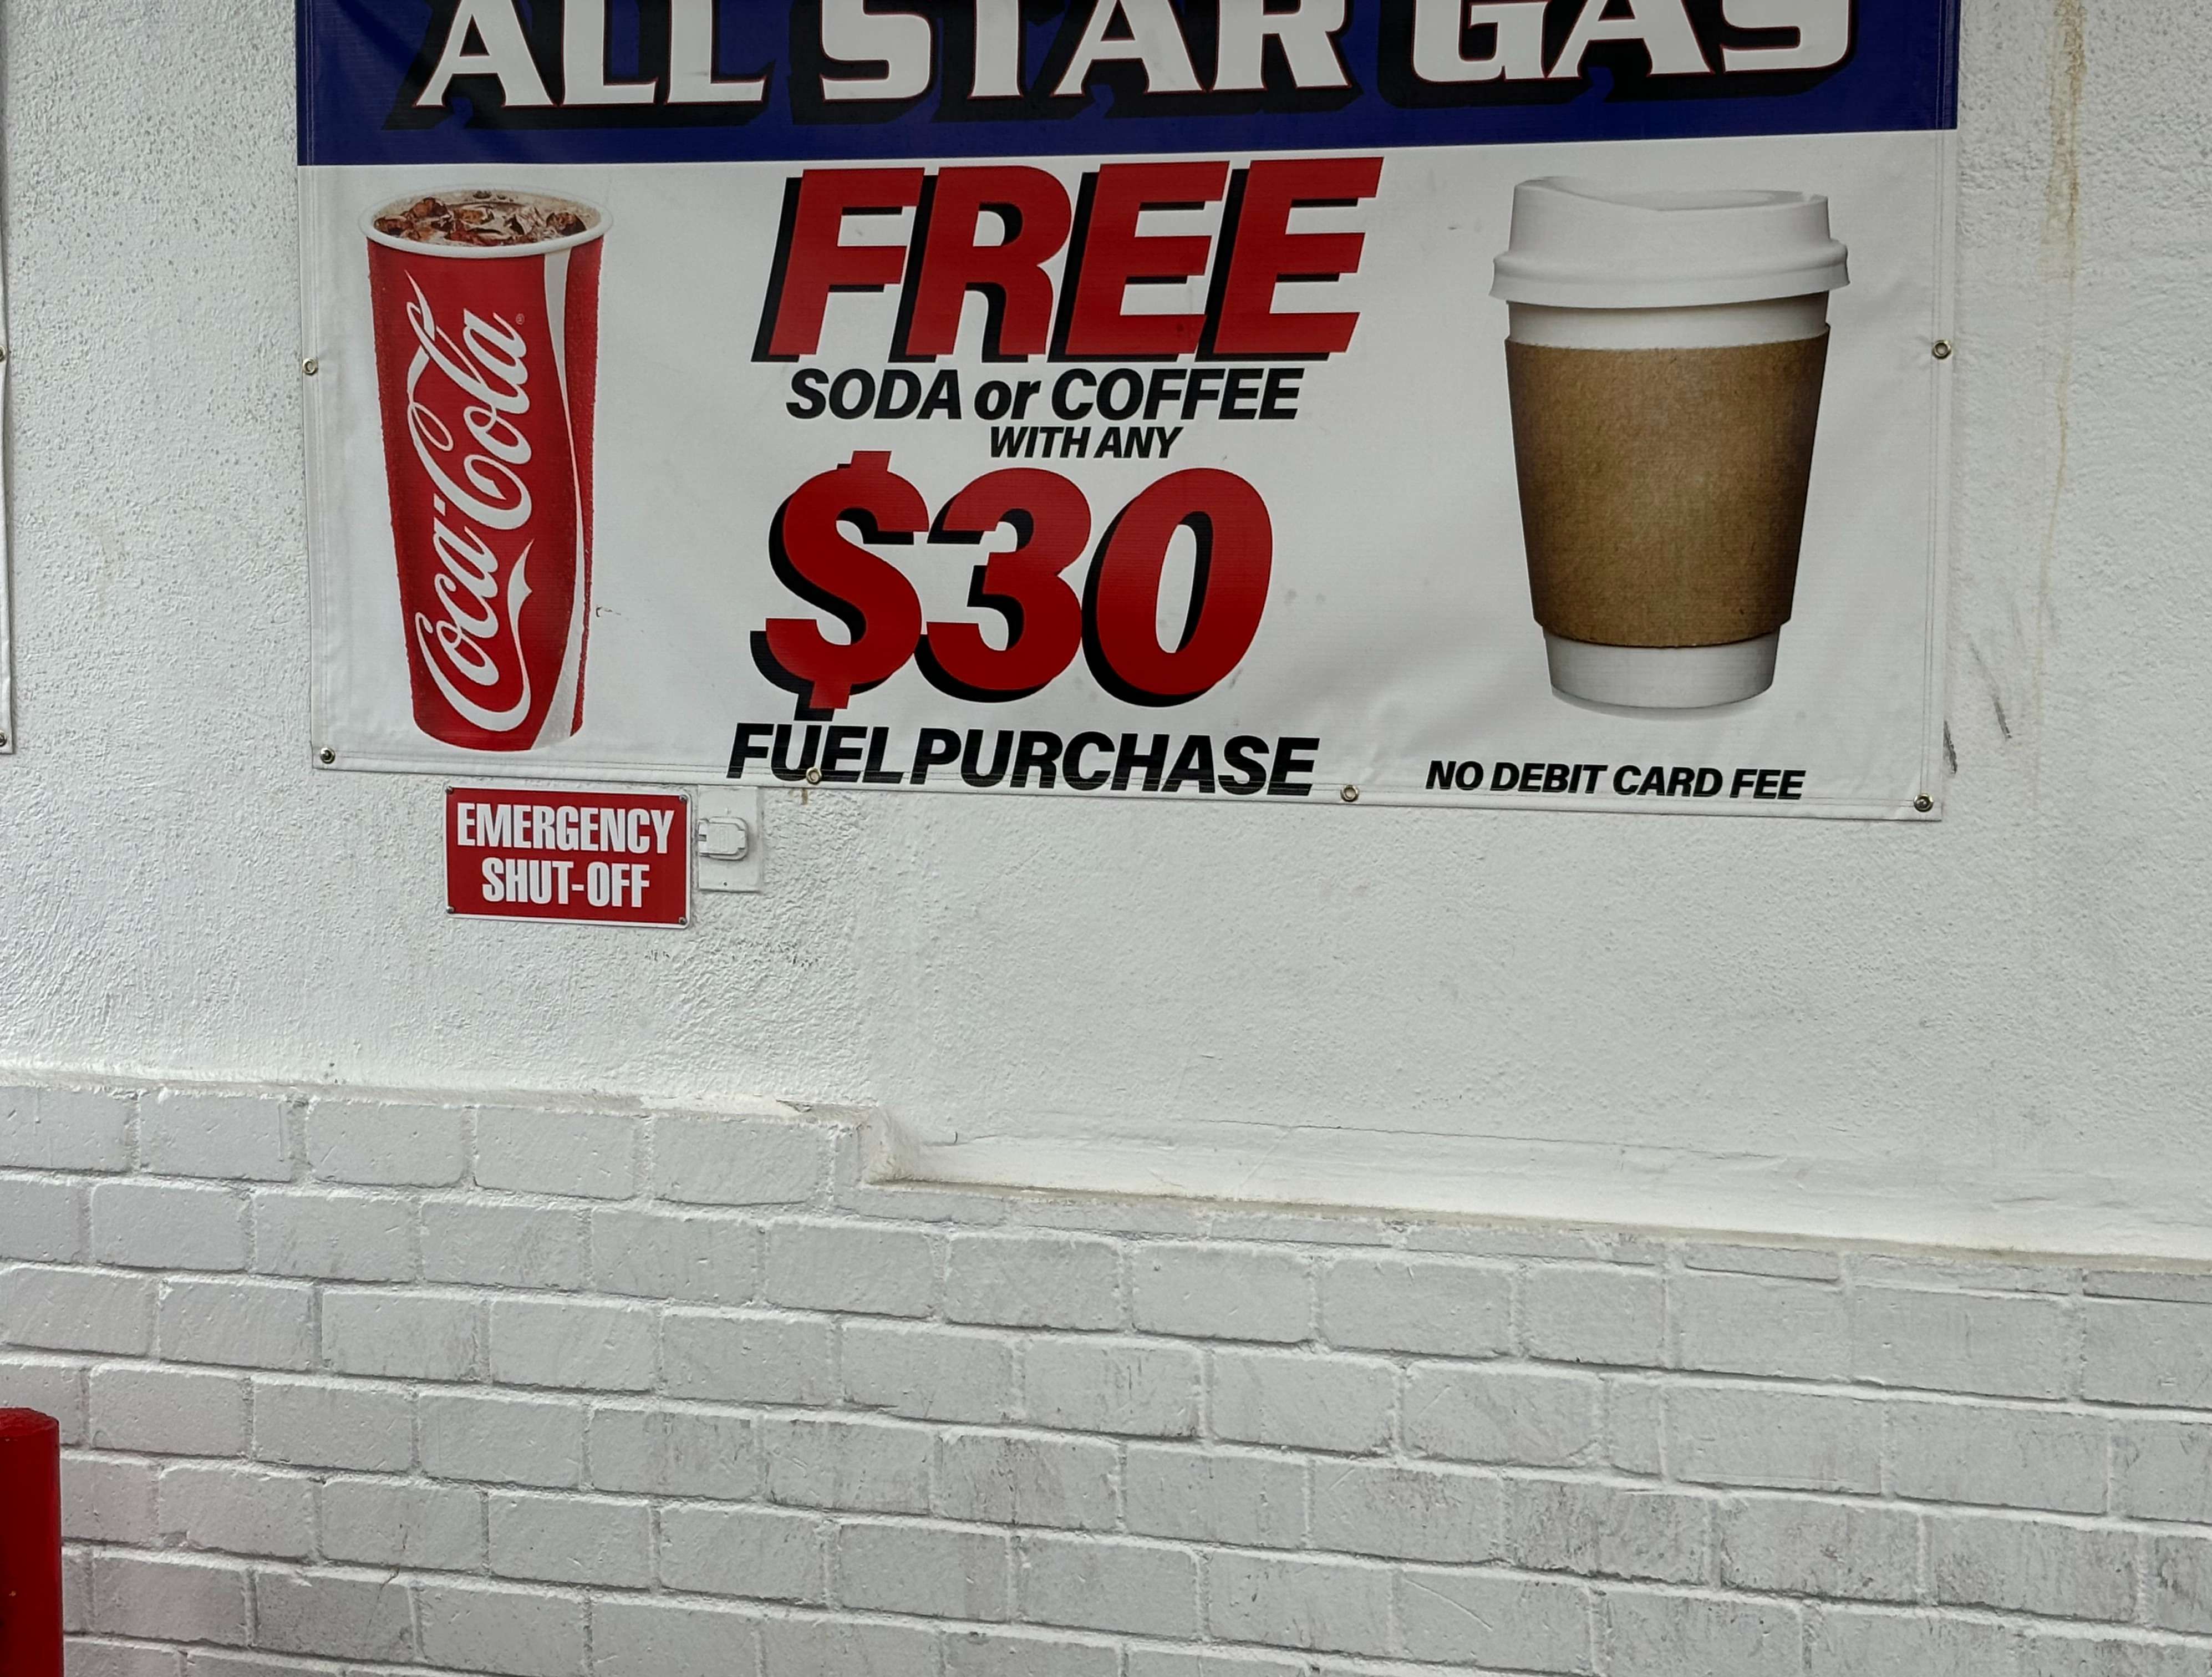 ALL STAR GAS
FREE
SODA or COFFEE
WITH ANY
$30
FUEL PURCHASE
NO DEBIT CARD FEE
Coca-Cola
EMERGENCY
SHUT-OFF